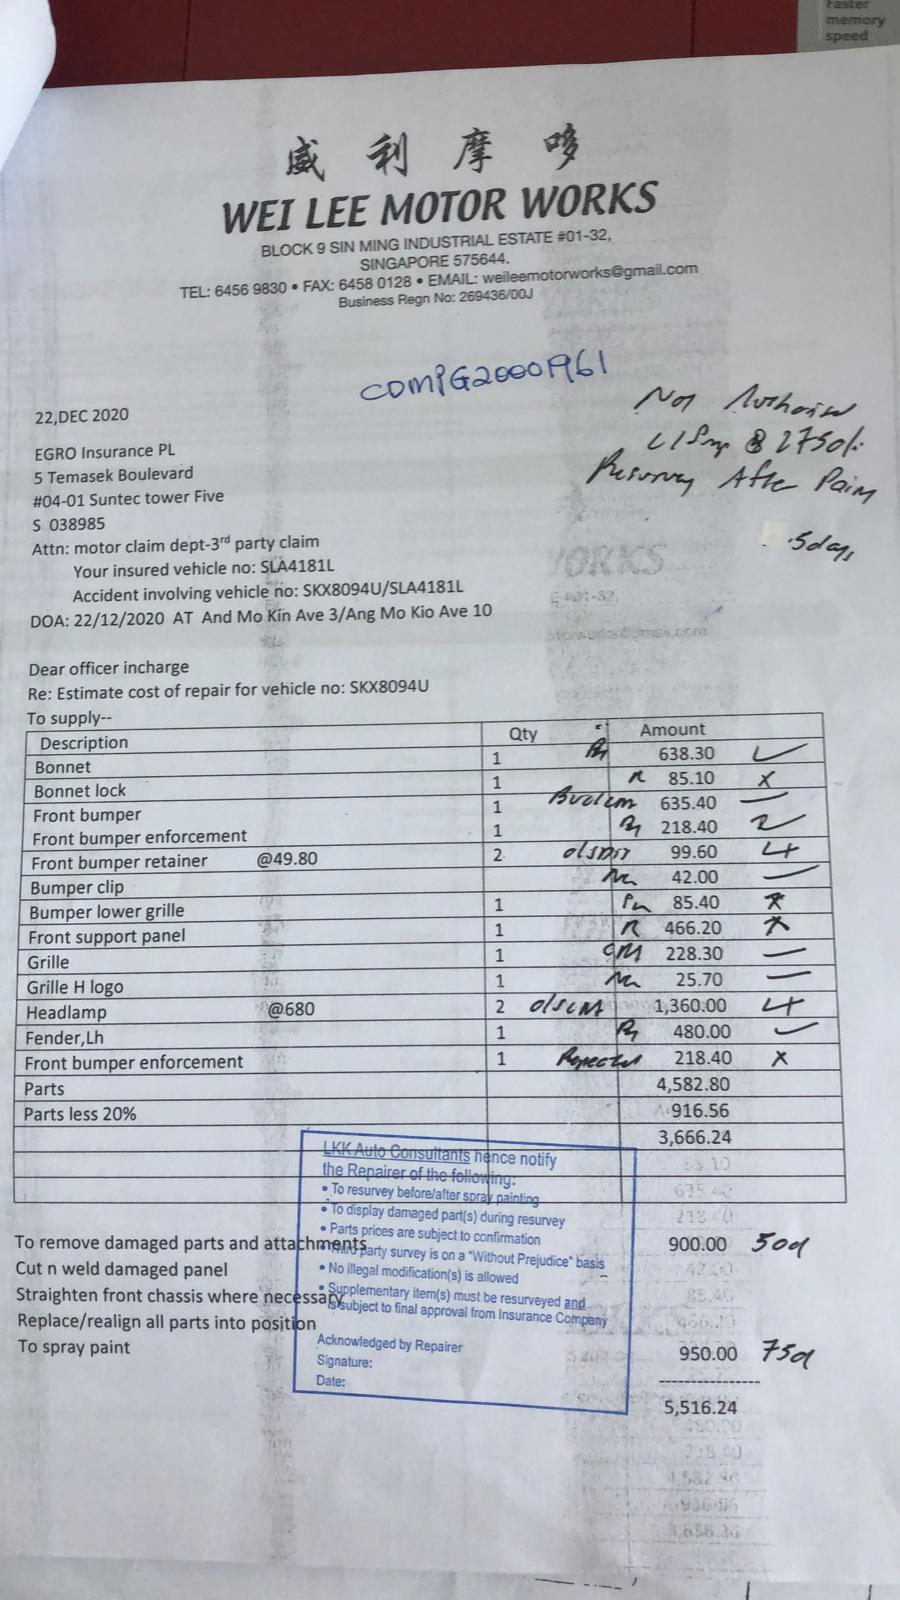 Faster
memory
speed
威 利 摩 哆
WEI LEE MOTOR WORKS
BLOCK 9 SIN MING INDUSTRIAL ESTATE #01-32,
SINGAPORE 575644.
TEL: 6456 9830 • FAX: 6458 0128 • EMAIL: weileemotorworks@gmail.com
Business Regn No: 269436/00J
COMPG20001961
22,DEC 2020
Not
@ 2750/-
Resurvey After Paint
5 days
EGRO Insurance PL
5 Temasek Boulevard
#04-01 Suntec tower Five
S 038985
Attn: motor claim dept-3rd party claim
Your insured vehicle no: SLA4181L
Accident involving vehicle no: SKX8094U/SLA4181L
DOA: 22/12/2020 AT And Mo Kin Ave 3/Ang Mo Kio Ave 10
Dear officer incharge
Re: Estimate cost of repair for vehicle no: SKX8094U
To supply--
Description Qty Amount
Bonnet 1 638.30
Bonnet lock 1 R 85.10 x
Front bumper 1 635.40
Front bumper enforcement 1 218.40
Front bumper retainer @49.80 2 99.60
Bumper clip 42.00
Bumper lower grille 1 85.40
Front support panel 1 R 466.20
Grille 1 228.30
Grille H logo 1 25.70
Headlamp @680 2 1,360.00
Fender,Lh 1 480.00
Front bumper enforcement 1 Repeated 218.40 x
Parts 4,582.80
Parts less 20% 916.56
3,666.24
LKK Auto Consultants hence notify
the Repairer of the following:
• To resurvey before/after spray painting
• To display damaged part(s) during resurvey
• Parts prices are subject to confirmation
• Third party survey is on a "Without Prejudice" basis
• No illegal modification(s) is allowed
• Supplementary item(s) must be resurveyed and
is subject to final approval from Insurance Company
Acknowledged by Repairer
Signature:
Date:
To remove damaged parts and attachments 900.00 500
Cut n weld damaged panel
Straighten front chassis where necessary
Replace/realign all parts into position
To spray paint 950.00 750
5,516.24